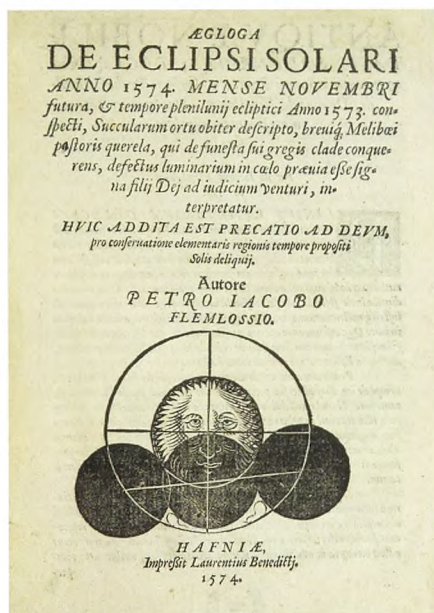 ÆGLOGA
DE ECLIPSI SOLARI
ANNO 1574. MENSE NOVEMBRI
futura, & tempore plenilunij ecliptici Anno 1573. con-
specti, Succularum ortu obiter descripto, breuiq́, Melibœi
pastoris querela, qui de funesta sui gregis clade conque-
rens, defectus luminarium in cœlo præuia esse sig-
na filij Dej ad iudicium venturi, in-
terpretatur.
HVIC ADDITA EST PRECATIO AD DEVM,
pro conseruatione elementaris regionis tempore propositi
Solis deliquij.
Autore
PETRO IACOBO
FLEMLOSSIO.
HAFNIÆ,
Impreßit Laurentius Benedictj.
1574.